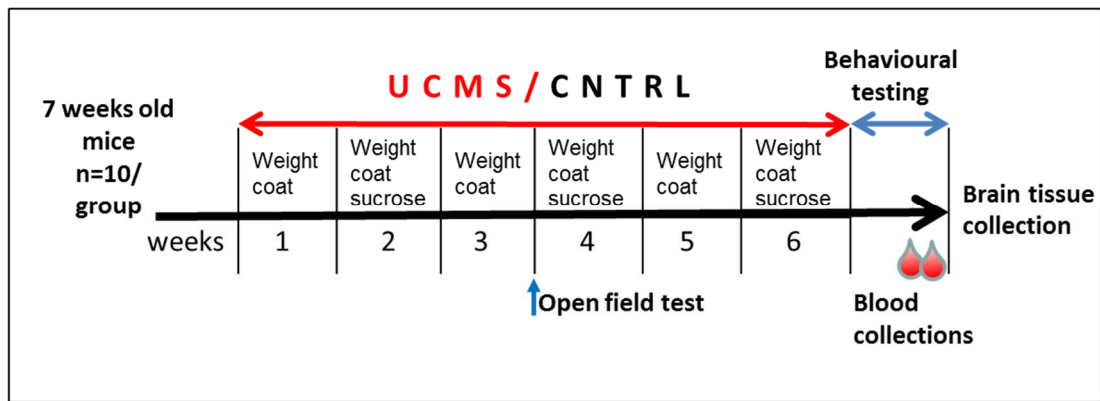 7 weeks old
mice
n=10/
group
UCMS/CNTRL
Behavioural
testing
Weight
coat
Weight
coat
sucrose
Weight
coat
Weight
coat
sucrose
Weight
coat
Weight
coat
sucrose
Brain tissue
collection
weeks 1 2 3 4 5 6
Open field test
Blood
collections